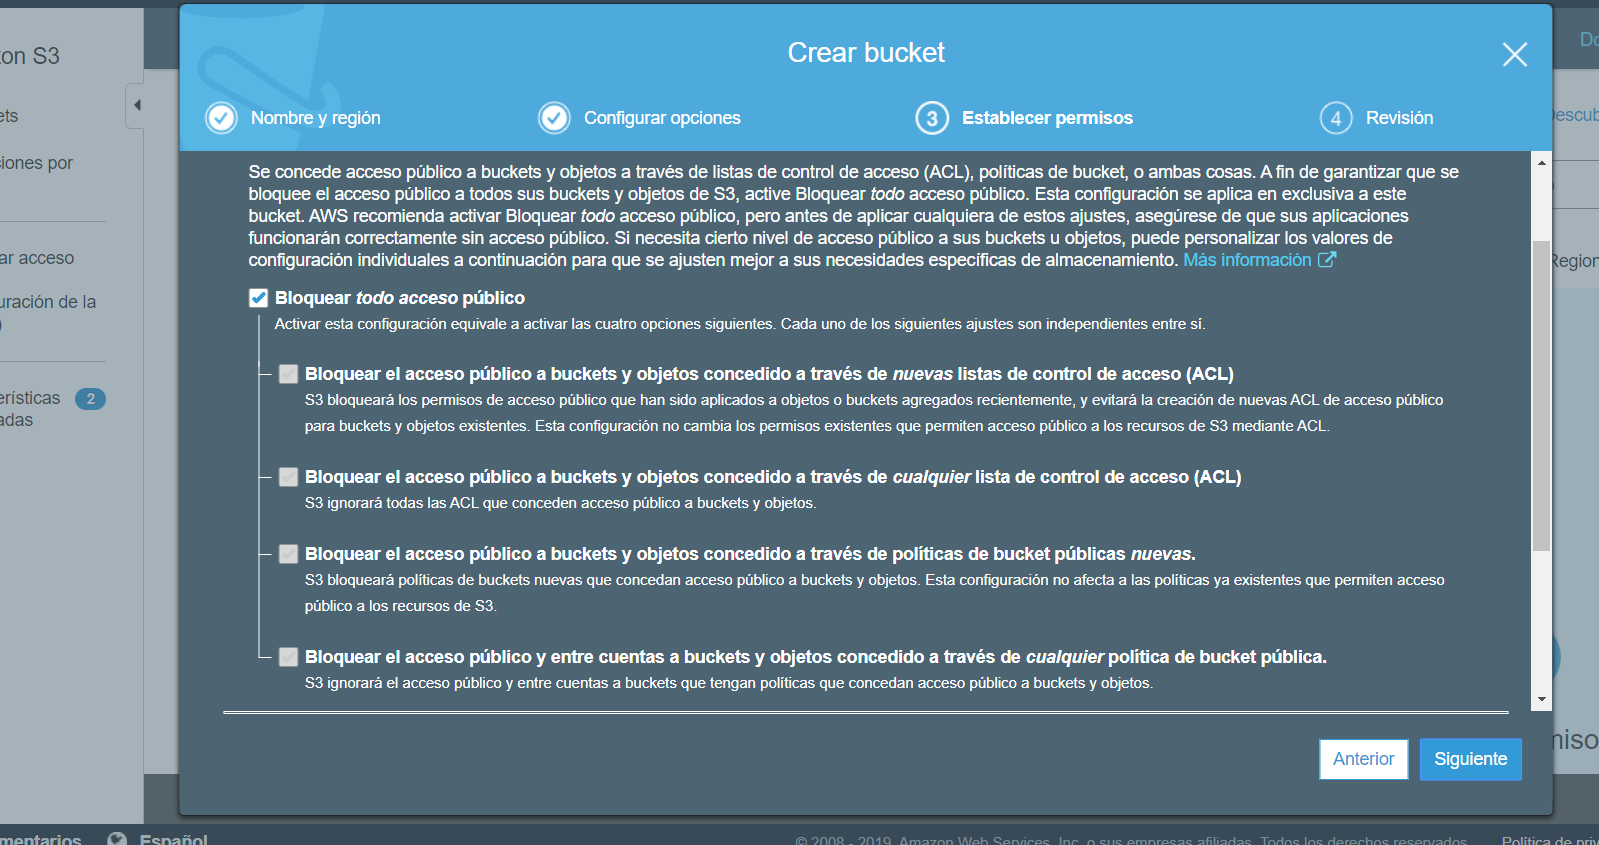 on S3
Crear bucket
Nombre y región
Configurar opciones
3
Establecer permisos
4
Revisión
Se concede acceso público a buckets y objetos a través de listas de control de acceso (ACL), políticas de bucket, o ambas cosas. A fin de garantizar que se
bloquee el acceso público a todos sus buckets y objetos de S3, active Bloquear todo acceso público. Esta configuración se aplica en exclusiva a este
bucket. AWS recomienda activar Bloquear todo acceso público, pero antes de aplicar cualquiera de estos ajustes, asegúrese de que sus aplicaciones
funcionarán correctamente sin acceso público. Si necesita cierto nivel de acceso público a sus buckets u objetos, puede personalizar los valores de
configuración individuales a continuación para que se ajusten mejor a sus necesidades específicas de almacenamiento. Más información
Bloquear todo acceso público
Activar esta configuración equivale a activar las cuatro opciones siguientes. Cada uno de los siguientes ajustes son independientes entre sí.
Bloquear el acceso público a buckets y objetos concedido a través de nuevas listas de control de acceso (ACL)
S3 bloqueará los permisos de acceso público que han sido aplicados a objetos o buckets agregados recientemente, y evitará la creación de nuevas ACL de acceso público
para buckets y objetos existentes. Esta configuración no cambia los permisos existentes que permiten acceso público a los recursos de S3 mediante ACL.
Bloquear el acceso público a buckets y objetos concedido a través de cualquier lista de control de acceso (ACL)
S3 ignorará todas las ACL que conceden acceso público a buckets y objetos.
Bloquear el acceso público a buckets y objetos concedido a través de políticas de bucket públicas nuevas.
S3 bloqueará políticas de buckets nuevas que concedan acceso público a buckets y objetos. Esta configuración no afecta a las políticas ya existentes que permiten acceso
público a los recursos de S3.
Bloquear el acceso público y entre cuentas a buckets y objetos concedido a través de cualquier política de bucket pública.
S3 ignorará el acceso público y entre cuentas a buckets que tengan políticas que concedan acceso público a buckets y objetos.
Anterior
Siguiente
ets
iones por
ar acceso
uración de la
erísticas 2
adas
Do
Descub
Region
niso
mentarios
Español
© 2008 - 2019, Amazon Web Services, Inc. o sus empresas afiliadas. Todos los derechos reservados.
Política de priv